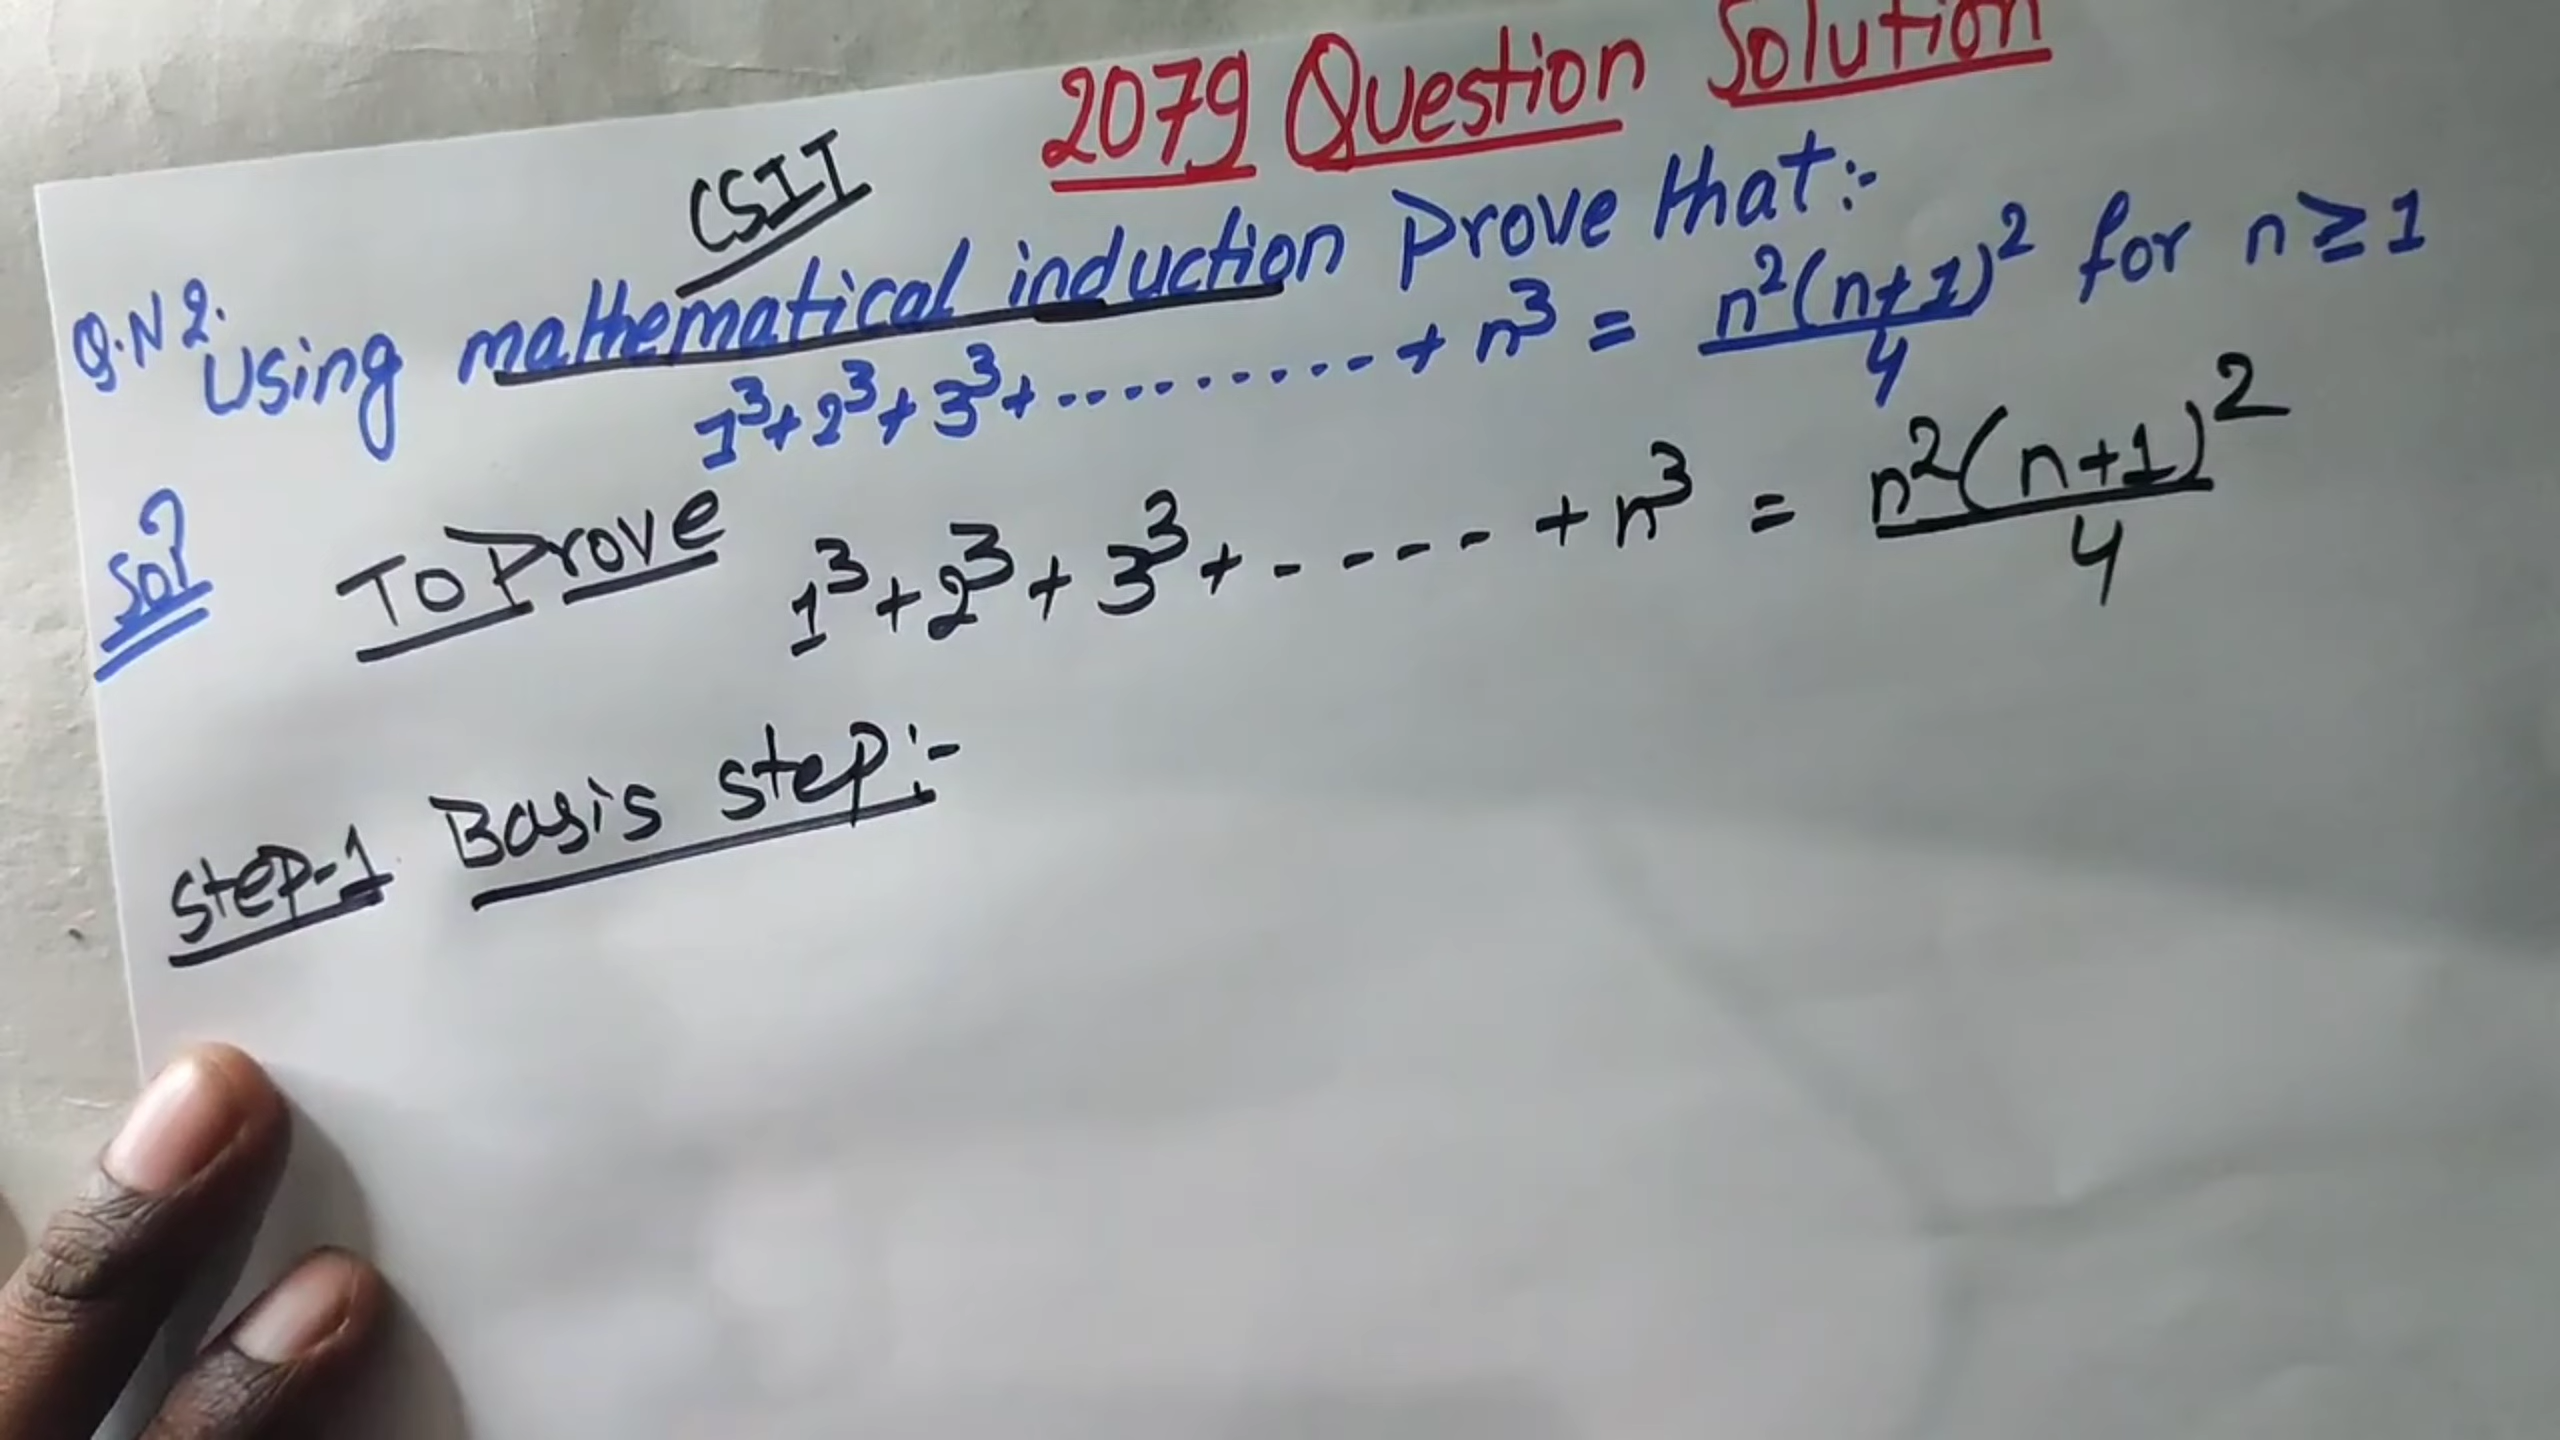 2079 Question Solution
CSIT
Q.N 2. Using mathematical induction Prove that:-
1³+2³+3³+.........+n³ = n²(n+1)²/4 for n≥1
Solⁿ
To Prove 1³+2³+3³+-----+n³ = n²(n+1)²/4
Step-1 Basis step:-